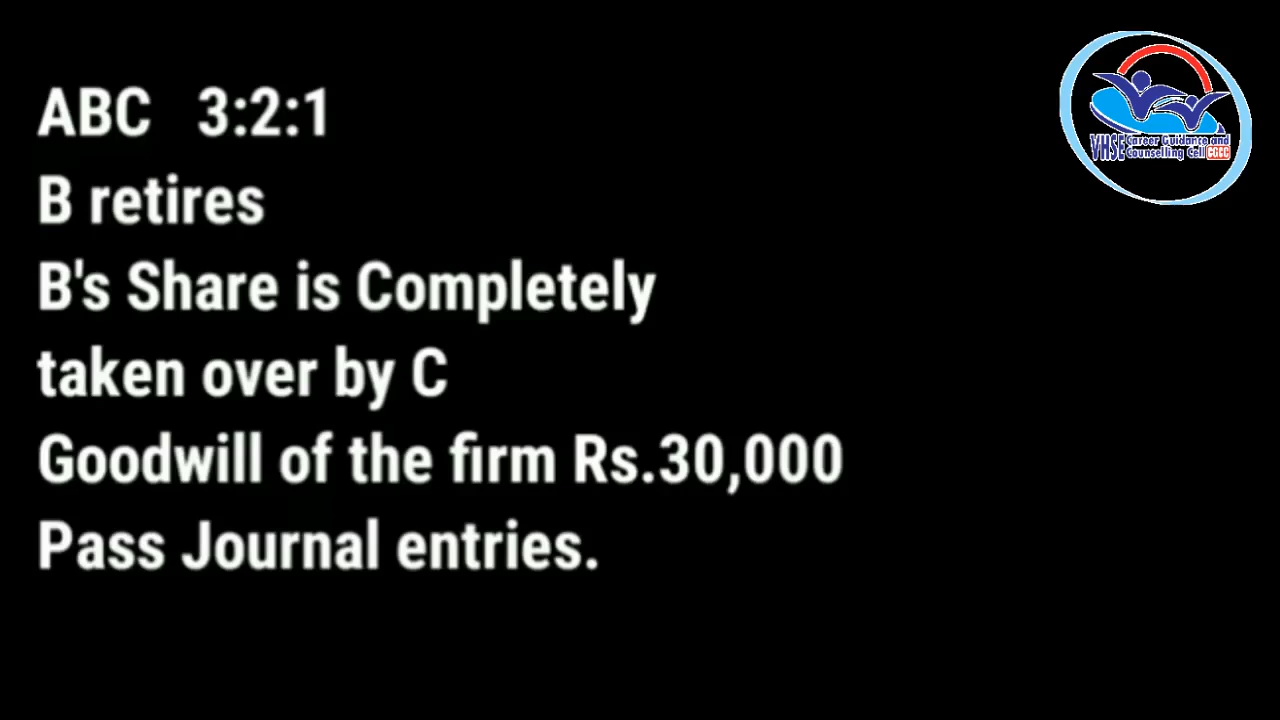 ABC 3:2:1
B retires
B's Share is Completely
taken over by C
Goodwill of the firm Rs.30,000
Pass Journal entries.
VHSE Career Guidance and
Counselling Cell CGCC